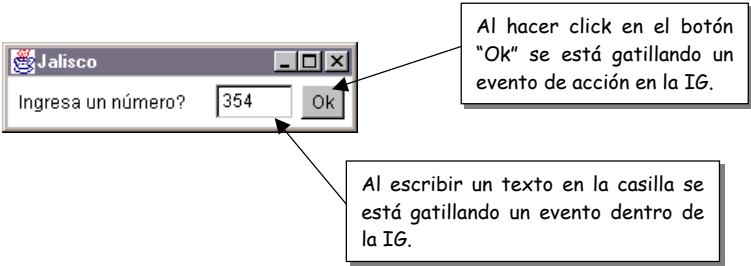 Al hacer click en el botón
“Ok” se está gatillando un
evento de acción en la IG.
Jalisco
Ingresa un número?
354
Ok
Al escribir un texto en la casilla se
está gatillando un evento dentro de
la IG.